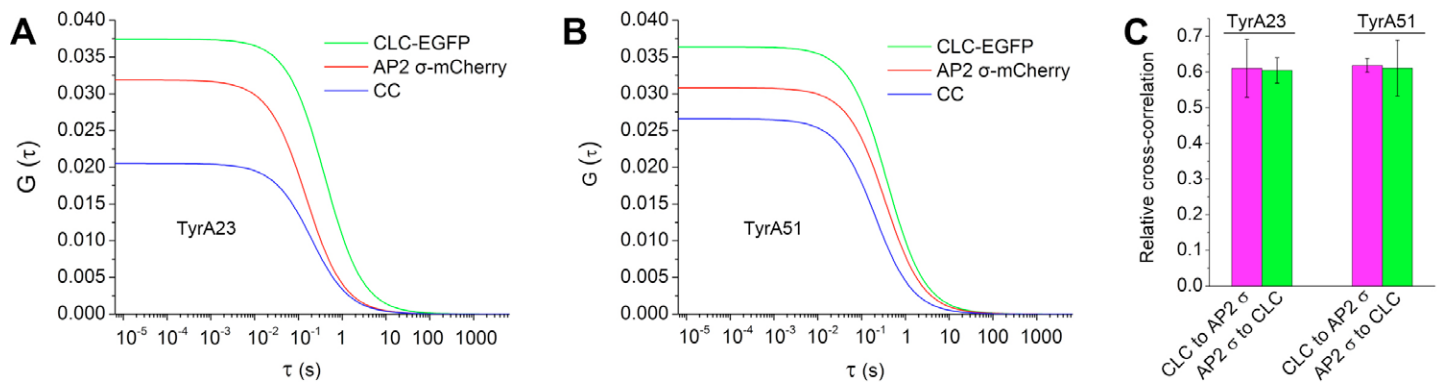 A
0.040
0.035
0.030
0.025
0.020
0.015
0.010
0.005
0.000
G (τ)
CLC-EGFP
AP2 σ-mCherry
CC
TyrA23
10⁻⁵ 10⁻⁴ 10⁻³ 10⁻² 10⁻¹ 1 10 100 1000
τ (s)
B
0.040
0.035
0.030
0.025
0.020
0.015
0.010
0.005
0.000
G (τ)
CLC-EGFP
AP2 σ-mCherry
CC
TyrA51
10⁻⁵ 10⁻⁴ 10⁻³ 10⁻² 10⁻¹ 1 10 100 1000
τ (s)
C
TyrA23 TyrA51
0.7
0.6
0.5
0.4
0.3
0.2
0.1
0.0
Relative cross-correlation
CLC to AP2 σ
AP2 σ to CLC
CLC to AP2 σ
AP2 σ to CLC